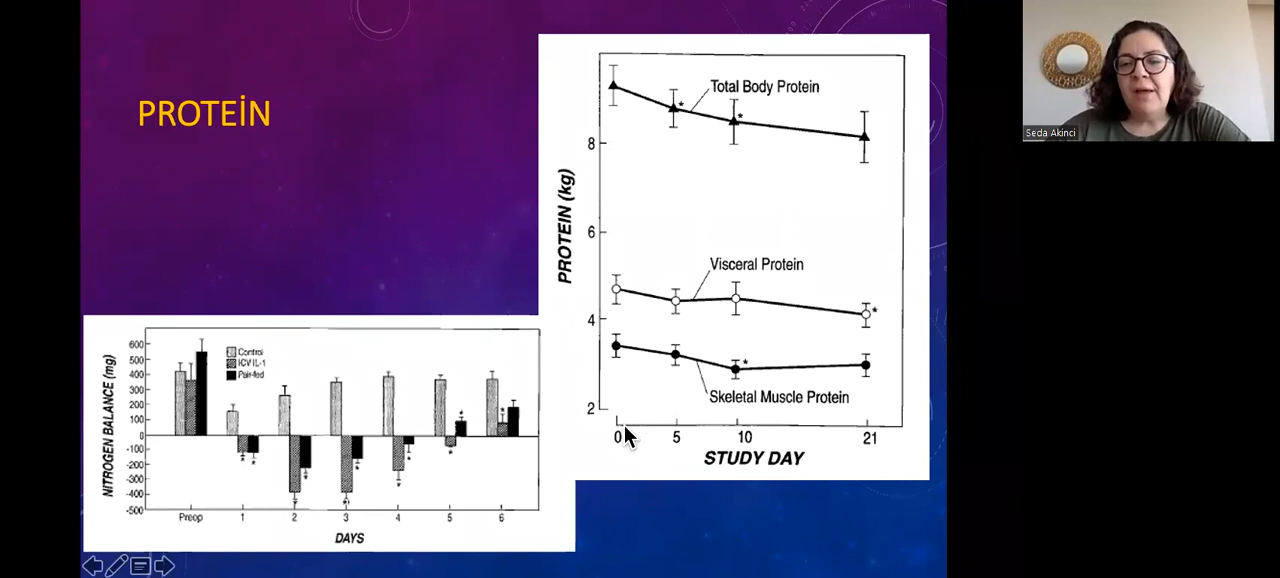 PROTEİN
Total Body Protein
*
*
8
PROTEIN (kg)
6
Visceral Protein
*
4
*
Skeletal Muscle Protein
2
0 5 10 21
STUDY DAY
Seda Akinci
600
500
400
300
200
100
0
-100
-200
-300
-400
-500
NITROGEN BALANCE (mg)
Control
ICV IL-1
Pair-fed
Preop 1 2 3 4 5 6
DAYS